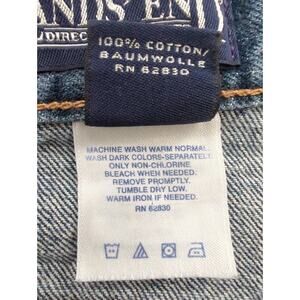 ANDS' END
DIRECT
100% COTTON/
BAUMWOLLE
RN 62830
MACHINE WASH WARM NORMAL.
WASH DARK COLORS-SEPARATELY
ONLY NON-CHLORINE
BLEACH WHEN NEEDED.
REMOVE PROMPTLY.
TUMBLE DRY LOW.
WARM IRON IF NEEDED.
RN 62830